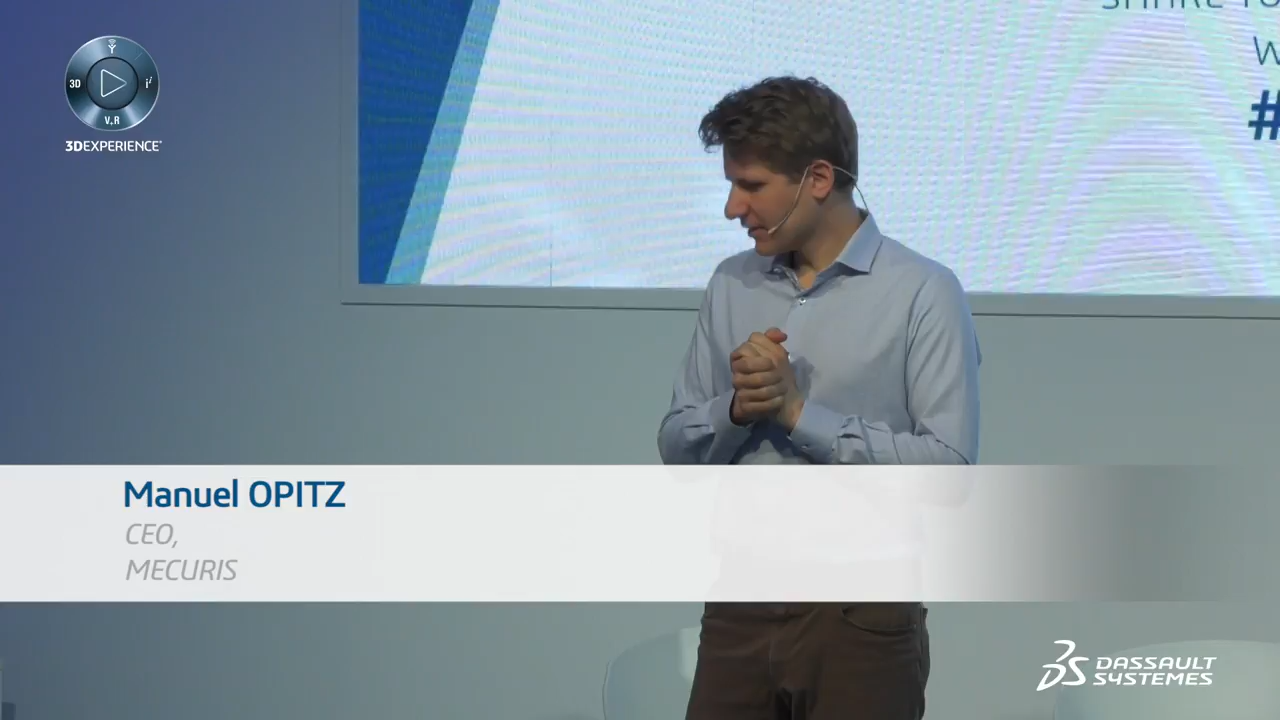 W
#
3D
i
V.R
3DEXPERIENCE
Manuel OPITZ
CEO,
MECURIS
DASSAULT
SYSTEMES